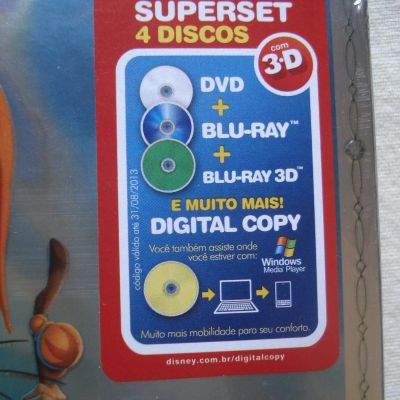 SUPERSET
4 DISCOS
com
3-D
DVD
+
BLU-RAY™
+
BLU-RAY 3D™
E MUITO MAIS!
DIGITAL COPY
Você também assiste onde
você estiver com:
Windows
Media Player
código válido até 31/08/2013
Muito mais mobilidade para seu conforto.
disney.com.br/digitalcopy